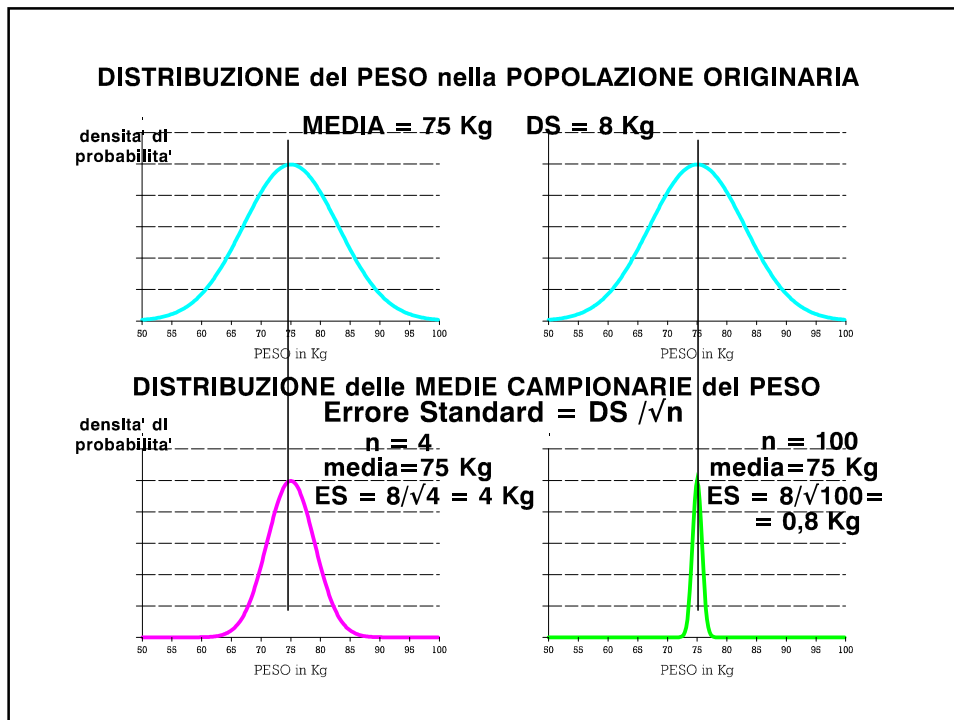 DISTRIBUZIONE del PESO nella POPOLAZIONE ORIGINARIA
MEDIA = 75 Kg DS = 8 Kg
densita' di
probabilita'
50 55 60 65 70 75 80 85 90 95 100
PESO in Kg
50 55 60 65 70 75 80 85 90 95 100
PESO in Kg
DISTRIBUZIONE delle MEDIE CAMPIONARIE del PESO
Errore Standard = DS /√n
densita' di
probabilita'
n = 4
media=75 Kg
ES = 8/√4 = 4 Kg
n = 100
media=75 Kg
ES = 8/√100=
= 0,8 Kg
50 55 60 65 70 75 80 85 90 95 100
PESO in Kg
50 55 60 65 70 75 80 85 90 95 100
PESO in Kg